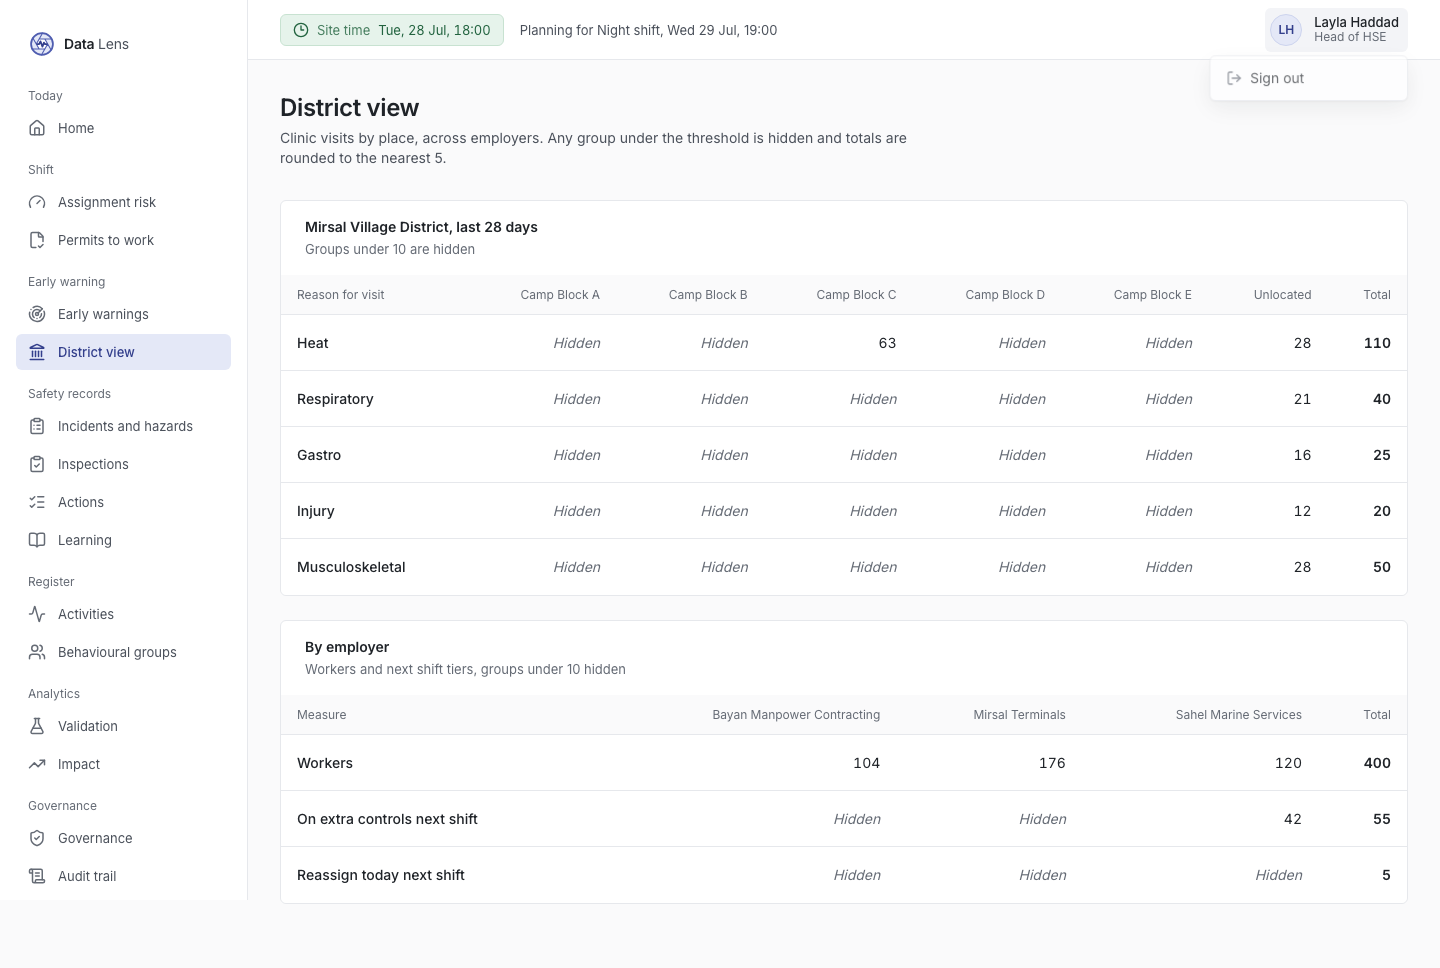 Data Lens
Today
Home
Shift
Assignment risk
Permits to work
Early warning
Early warnings
District view
Safety records
Incidents and hazards
Inspections
Actions
Learning
Register
Activities
Behavioural groups
Analytics
Validation
Impact
Governance
Governance
Audit trail
Site time Tue, 28 Jul, 18:00
Planning for Night shift, Wed 29 Jul, 19:00
LH
Layla Haddad
Head of HSE
Sign out
District view
Clinic visits by place, across employers. Any group under the threshold is hidden and totals are
rounded to the nearest 5.
Mirsal Village District, last 28 days
Groups under 10 are hidden
Reason for visit Camp Block A Camp Block B Camp Block C Camp Block D Camp Block E Unlocated Total
Heat Hidden Hidden 63 Hidden Hidden 28 110
Respiratory Hidden Hidden Hidden Hidden Hidden 21 40
Gastro Hidden Hidden Hidden Hidden Hidden 16 25
Injury Hidden Hidden Hidden Hidden Hidden 12 20
Musculoskeletal Hidden Hidden Hidden Hidden Hidden 28 50
By employer
Workers and next shift tiers, groups under 10 hidden
Measure Bayan Manpower Contracting Mirsal Terminals Sahel Marine Services Total
Workers 104 176 120 400
On extra controls next shift Hidden Hidden 42 55
Reassign today next shift Hidden Hidden Hidden 5